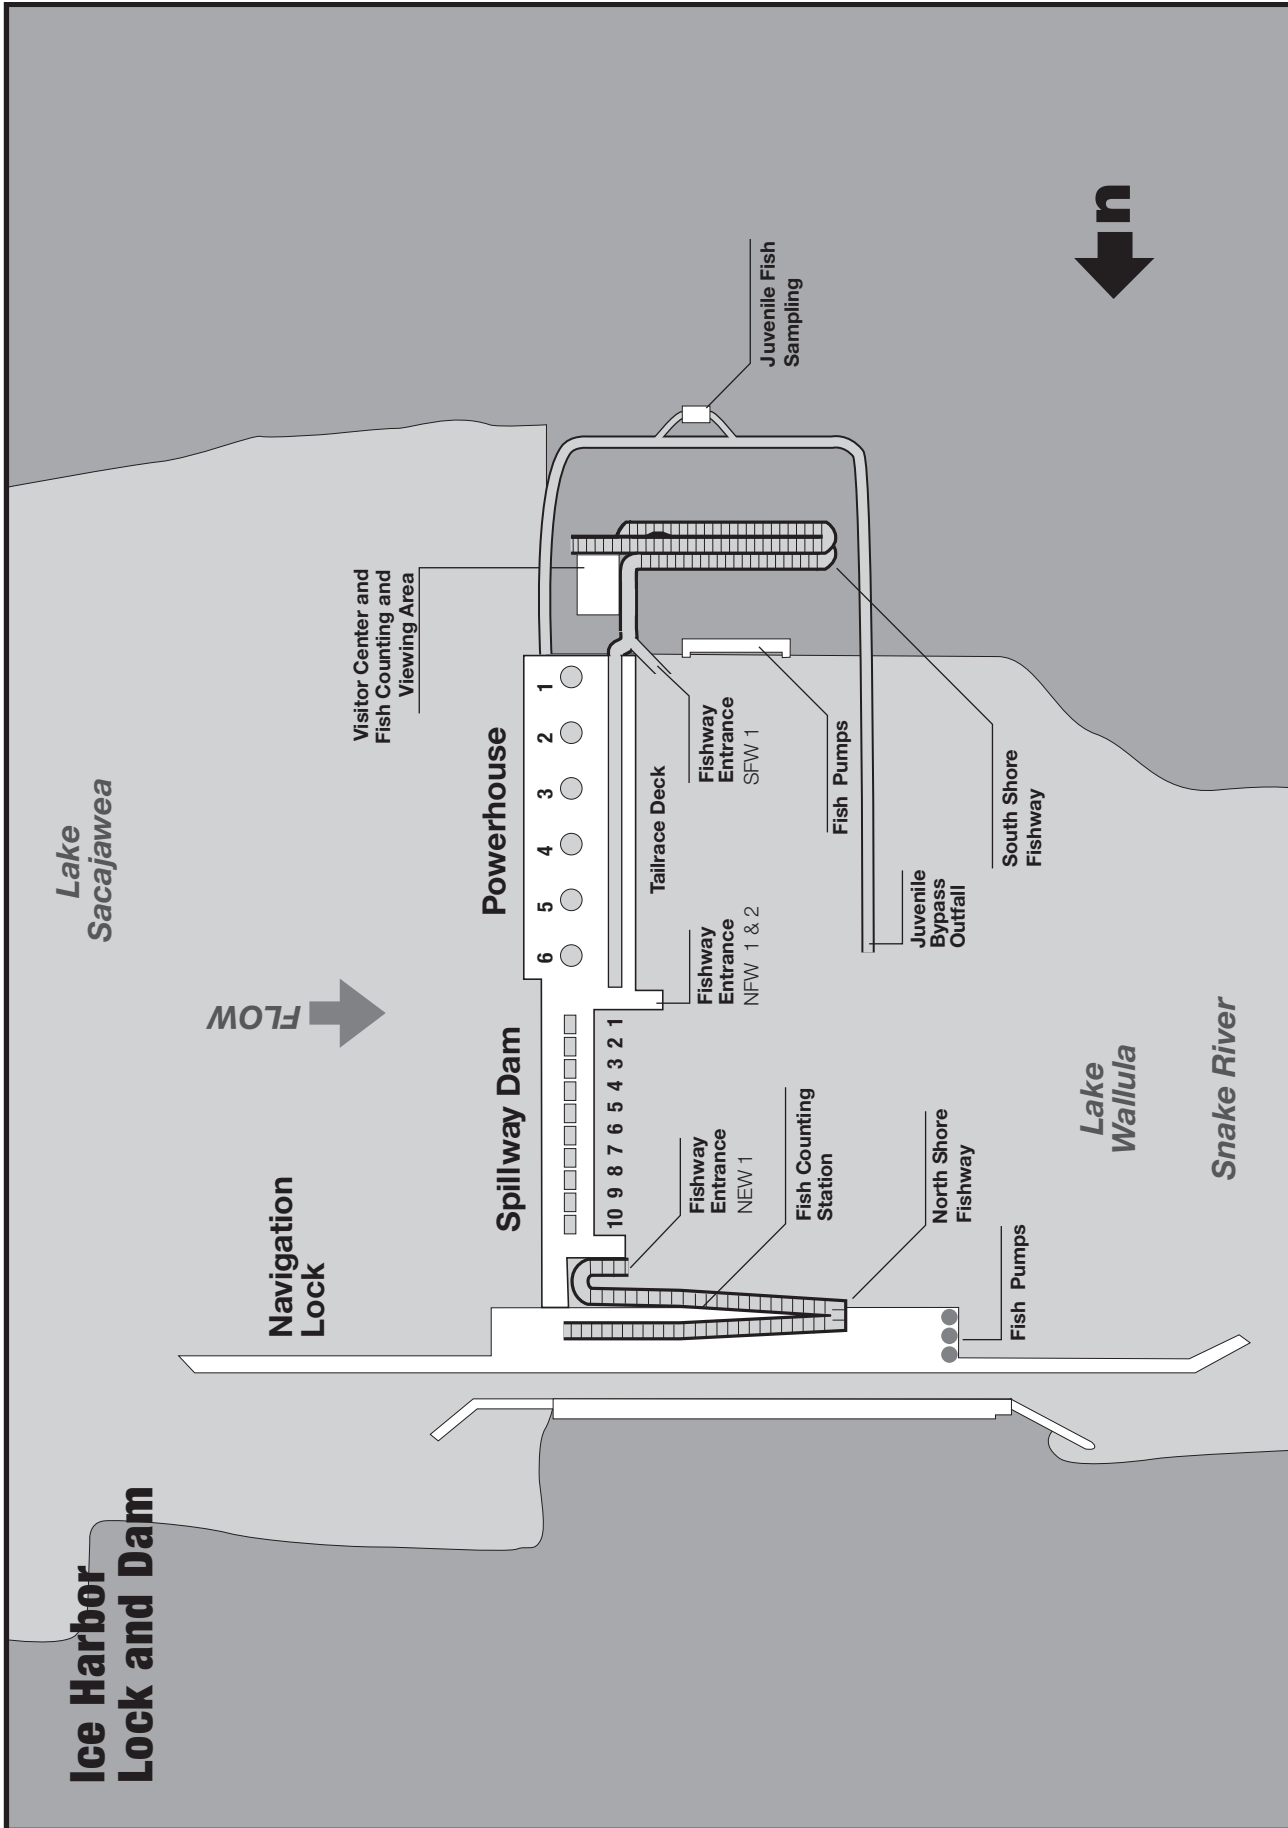 Ice Harbor
Lock and Dam
Navigation
Lock
FLOW
Lake
Sacajawea
Visitor Center and
Fish Counting and
Viewing Area
Spillway Dam
Powerhouse
6 5 4 3 2 1
10 9 8 7 6 5 4 3 2 1
Tailrace Deck
Fishway
Entrance
NEW 1
Fishway
Entrance
NFW 1 & 2
Fishway
Entrance
SFW 1
Juvenile Fish
Sampling
Fish Counting
Station
Fish Pumps
North Shore
Fishway
Juvenile
Bypass
Outfall
South Shore
Fishway
Fish Pumps
Lake
Wallula
n
Snake River